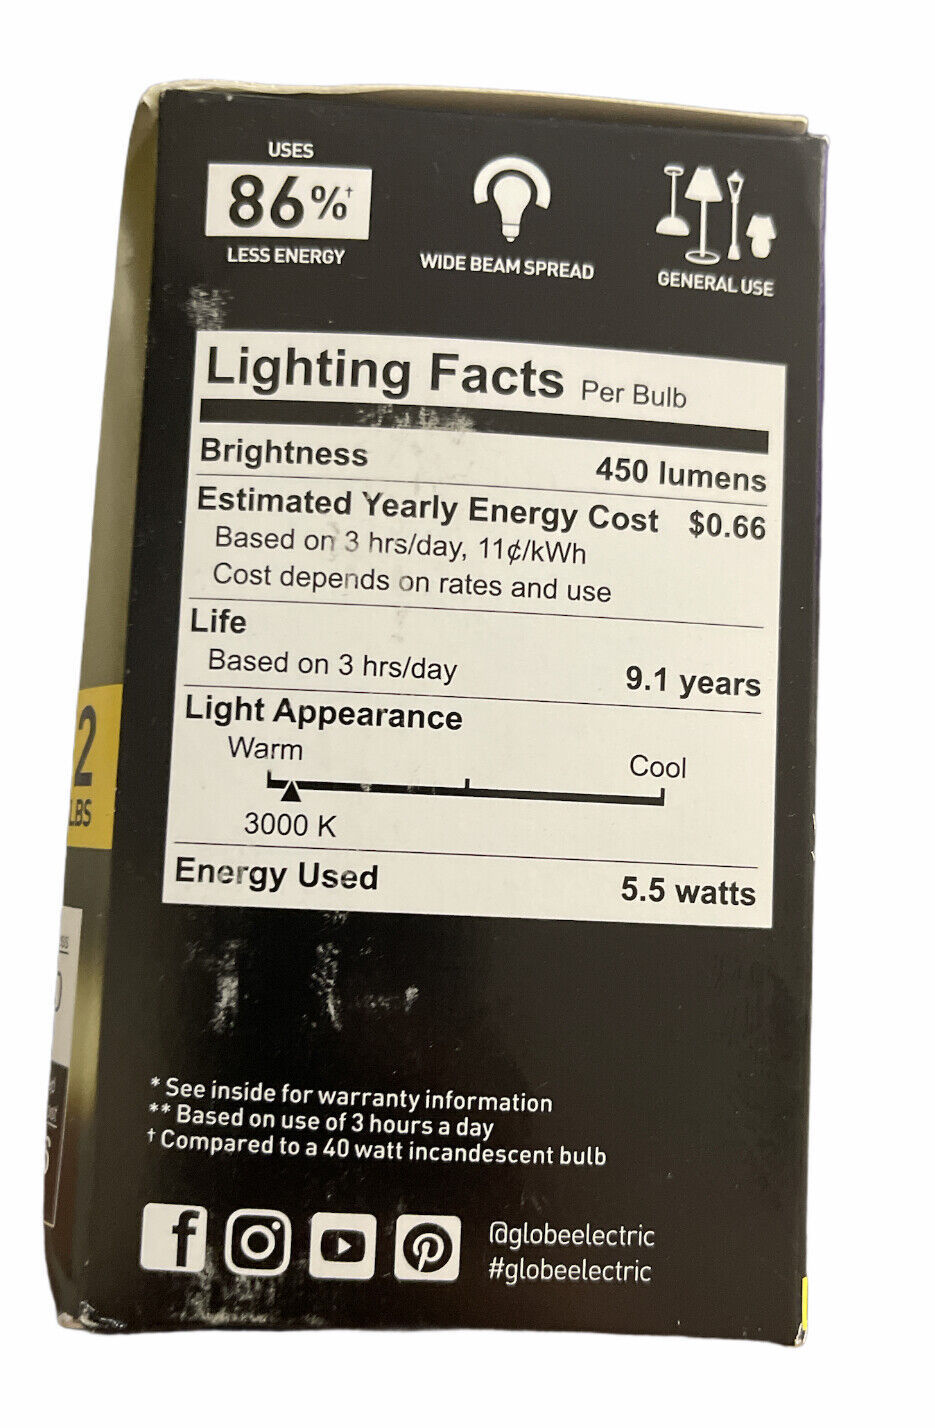 USES
86%†
LESS ENERGY
WIDE BEAM SPREAD
GENERAL USE
Lighting Facts Per Bulb
Brightness 450 lumens
Estimated Yearly Energy Cost $0.66
Based on 3 hrs/day, 11¢/kWh
Cost depends on rates and use
Life
Based on 3 hrs/day 9.1 years
Light Appearance
Warm Cool
3000 K
Energy Used 5.5 watts
* See inside for warranty information
** Based on use of 3 hours a day
† Compared to a 40 watt incandescent bulb
@globeelectric
#globeelectric
2
LBS